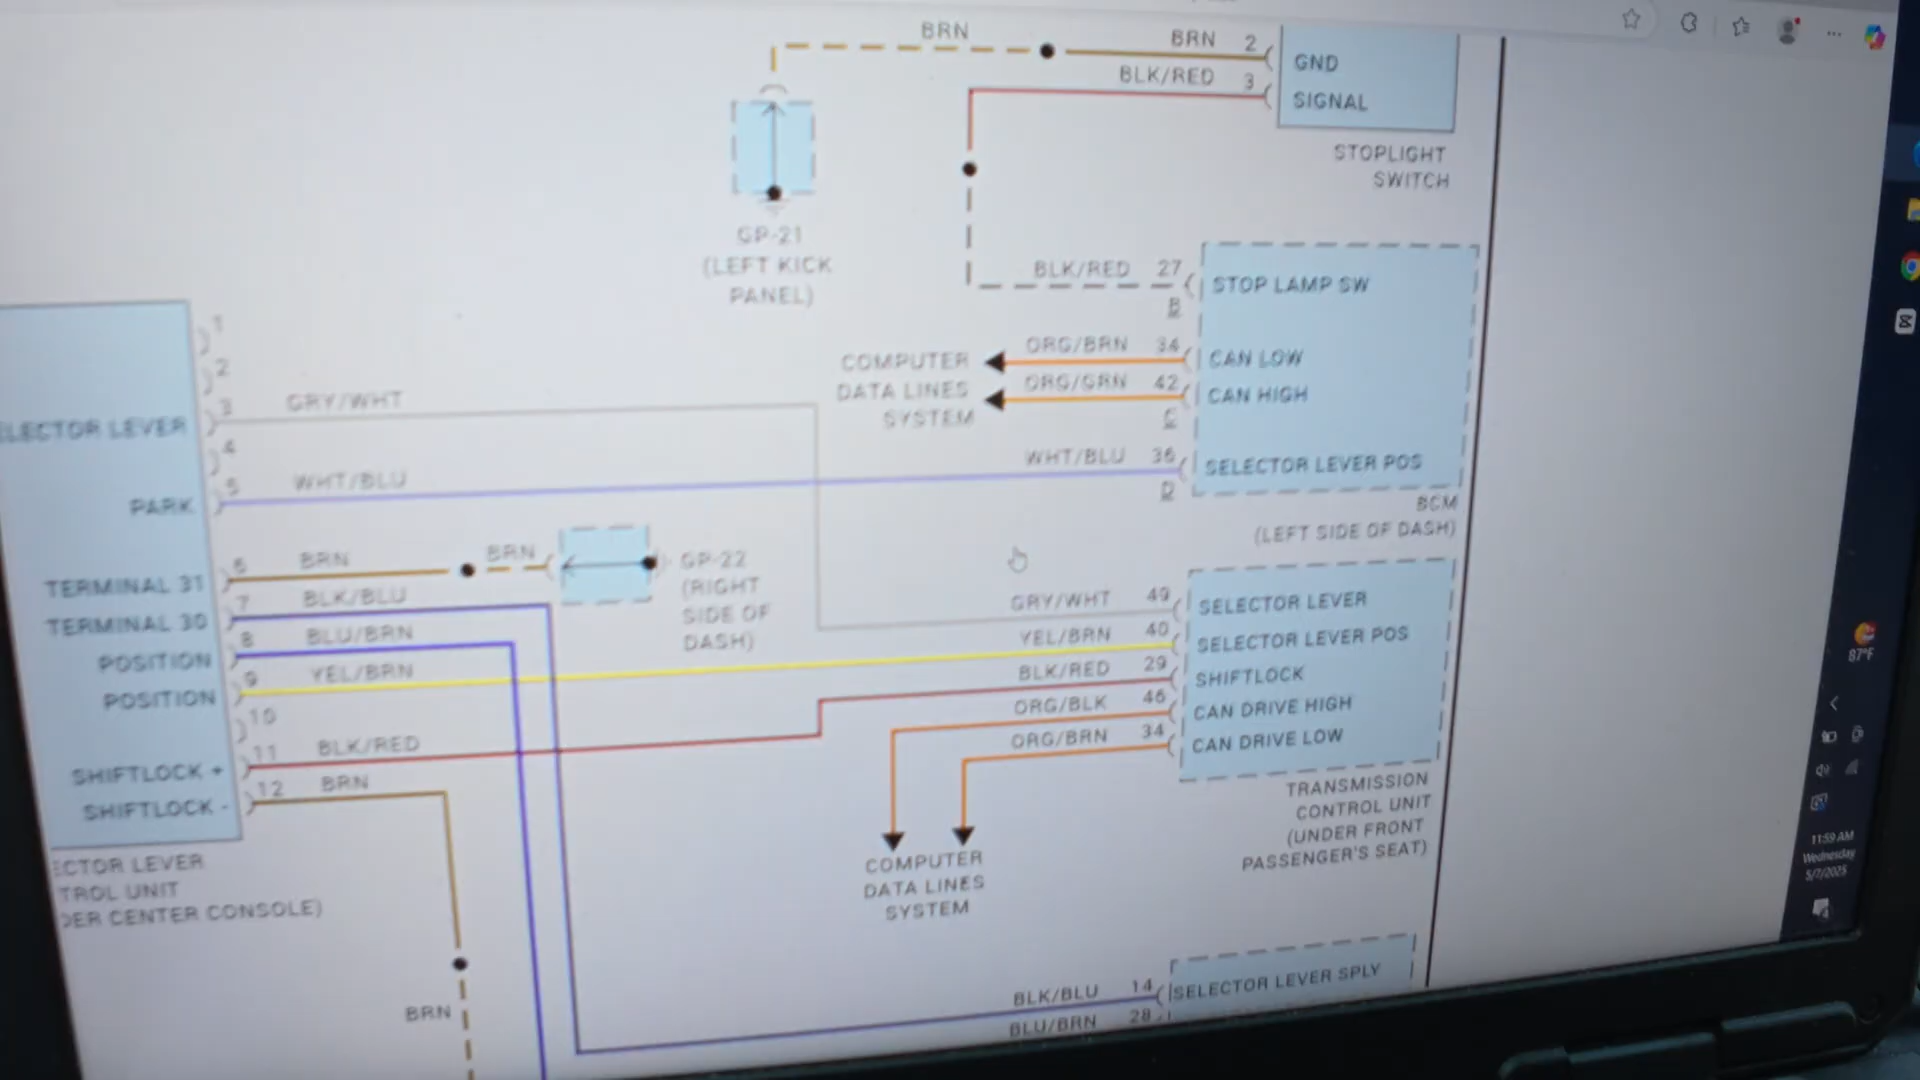 BRN
BRN 2
GND
BLK/RED 3
SIGNAL
STOPLIGHT
SWITCH
GP-21
(LEFT KICK
PANEL)
BLK/RED 27
STOP LAMP SW
B
COMPUTER
DATA LINES
SYSTEM
ORG/BRN 34
CAN LOW
ORG/GRN 42
CAN HIGH
C
WHT/BLU 36
SELECTOR LEVER POS
D
BCM
(LEFT SIDE OF DASH)
1
2
3 GRY/WHT
ELECTOR LEVER
4
5 WHT/BLU
PARK
6 BRN
BRN
TERMINAL 31
GP-22
(RIGHT
SIDE OF
DASH)
7 BLK/BLU
TERMINAL 30
8 BLU/BRN
POSITION
9 YEL/BRN
POSITION
10
11 BLK/RED
SHIFTLOCK +
12 BRN
SHIFTLOCK -
ECTOR LEVER
TROL UNIT
DER CENTER CONSOLE)
BRN
GRY/WHT 49
SELECTOR LEVER
YEL/BRN 40
SELECTOR LEVER POS
BLK/RED 29
SHIFTLOCK
ORG/BLK 46
CAN DRIVE HIGH
ORG/BRN 34
CAN DRIVE LOW
TRANSMISSION
CONTROL UNIT
(UNDER FRONT
PASSENGER'S SEAT)
COMPUTER
DATA LINES
SYSTEM
BLK/BLU 14
SELECTOR LEVER SPLY
BLU/BRN 28
87°F
11:59 AM
Wednesday
5/7/2025